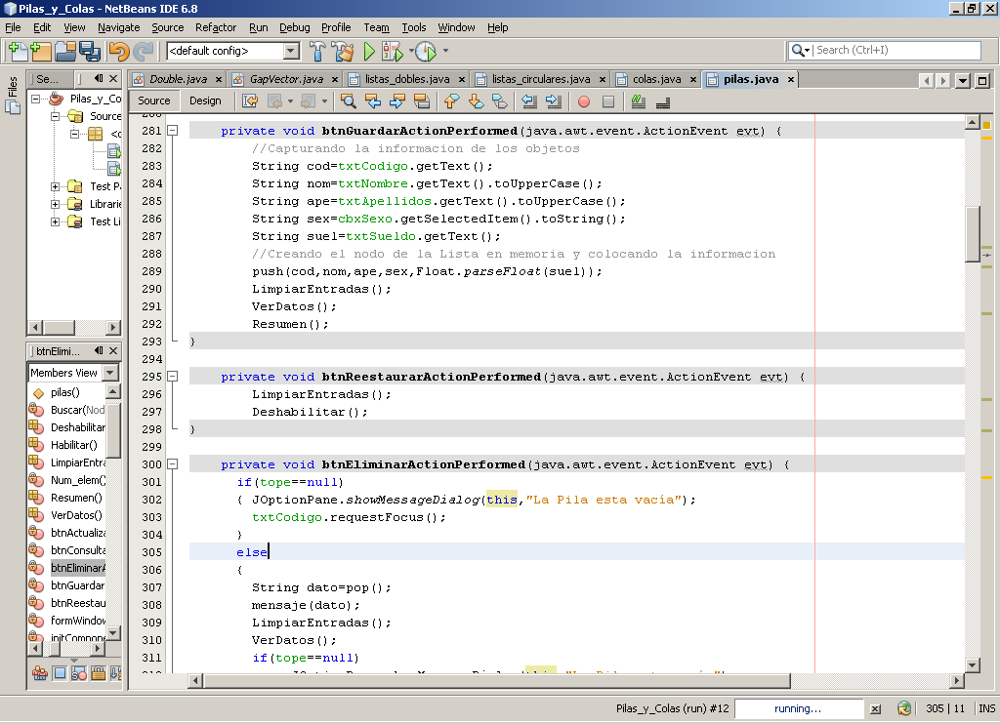 Pilas_y_Colas - NetBeans IDE 6.8
File Edit View Navigate Source Refactor Run Debug Profile Team Tools Window Help
<default config>
Search (Ctrl+I)
Files
Se...
Double.java GapVector.java listas_dobles.java listas_circulares.java colas.java pilas.java
Source Design
Pilas_y_Co
Source
<c
Test Pa
Librarie
Test Li
281 private void btnGuardarActionPerformed(java.awt.event.ActionEvent evt) {
282 //Capturando la informacion de los objetos
283 String cod=txtCodigo.getText();
284 String nom=txtNombre.getText().toUpperCase();
285 String ape=txtApellidos.getText().toUpperCase();
286 String sex=cbxSexo.getSelectedItem().toString();
287 String suel=txtSueldo.getText();
288 //Creando el nodo de la Lista en memoria y colocando la informacion
289 push(cod,nom,ape,sex,Float.parseFloat(suel));
290 LimpiarEntradas();
291 VerDatos();
292 Resumen();
293 }
294
295 private void btnReestaurarActionPerformed(java.awt.event.ActionEvent evt) {
296 LimpiarEntradas();
297 Deshabilitar();
298 }
299
300 private void btnEliminarActionPerformed(java.awt.event.ActionEvent evt) {
301 if(tope==null)
302 { JOptionPane.showMessageDialog(this,"La Pila esta vacía");
303 txtCodigo.requestFocus();
304 }
305 else
306 {
307 String dato=pop();
308 mensaje(dato);
309 LimpiarEntradas();
310 VerDatos();
311 if(tope==null)
btnElimi...
Members View
pilas()
Buscar(Nod
Deshabilitar
Habilitar()
LimpiarEntra
Num_elem()
Resumen()
VerDatos()
btnActualiza
btnConsulta
btnEliminarA
btnGuardar
btnReestau
formWindow
initCompone
Pilas_y_Colas (run) #12 running... 305 | 11 INS